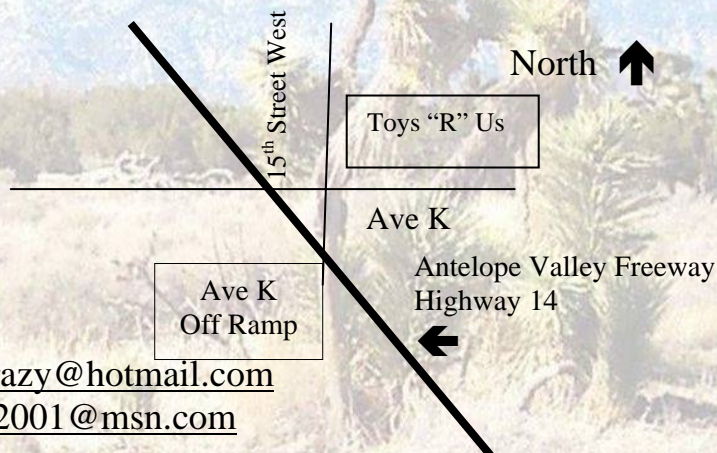 15th Street West
North
Toys “R” Us
Ave K
Antelope Valley Freeway
Highway 14
Ave K
Off Ramp
azy@hotmail.com
2001@msn.com